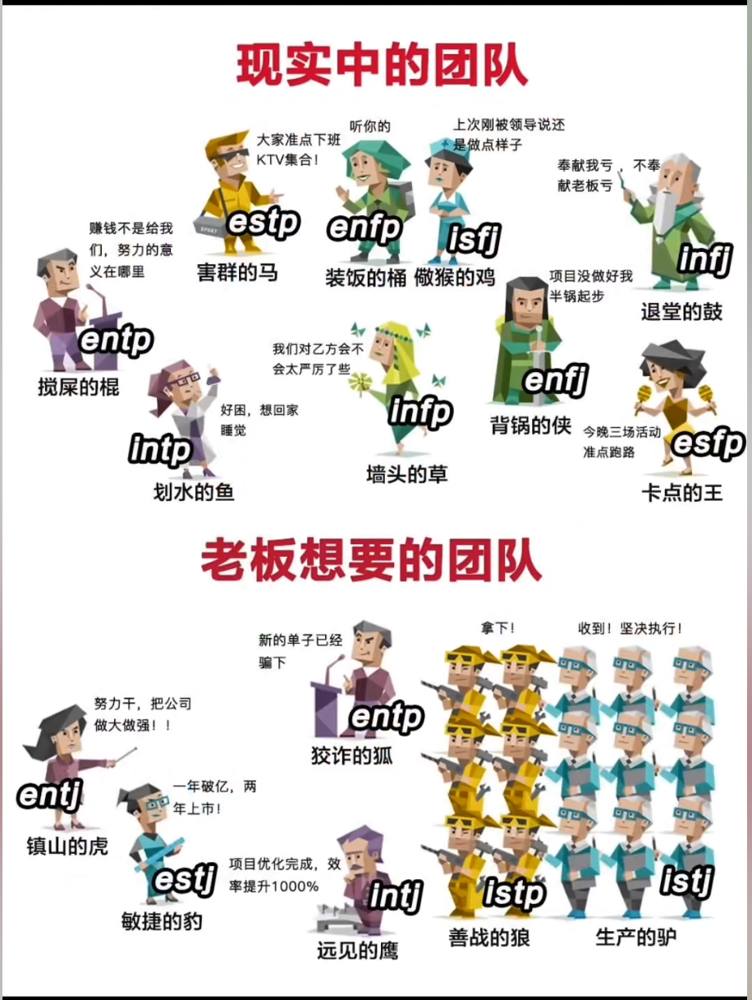 现实中的团队
大家准点下班
KTV集合！
SPORT
estp
害群的马
听你的
enfp
装饭的桶
上次刚被领导说还
是做点样子
isfj
儆猴的鸡
奉献我亏，不奉
献老板亏
infj
退堂的鼓
赚钱不是给我
们，努力的意
义在哪里
entp
搅屎的棍
好困，想回家
睡觉
intp
划水的鱼
我们对乙方会不
会太严厉了些
infp
墙头的草
项目没做好我
半锅起步
enfj
背锅的侠
今晚三场活动
准点跑路
esfp
卡点的王
老板想要的团队
努力干，把公司
做大做强！！
entj
镇山的虎
一年破亿，两
年上市！
estj
敏捷的豹
新的单子已经
骗下
entp
狡诈的狐
项目优化完成，效
率提升1000%
intj
远见的鹰
拿下！
istp
善战的狼
收到！坚决执行！
istj
生产的驴